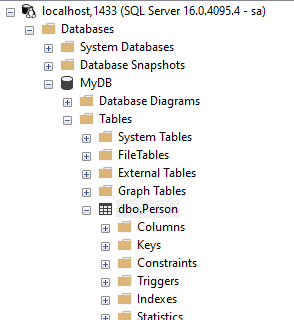 localhost,1433 (SQL Server 16.0.4095.4 - sa)
Databases
System Databases
Database Snapshots
MyDB
Database Diagrams
Tables
System Tables
FileTables
External Tables
Graph Tables
dbo.Person
Columns
Keys
Constraints
Triggers
Indexes
Statistics